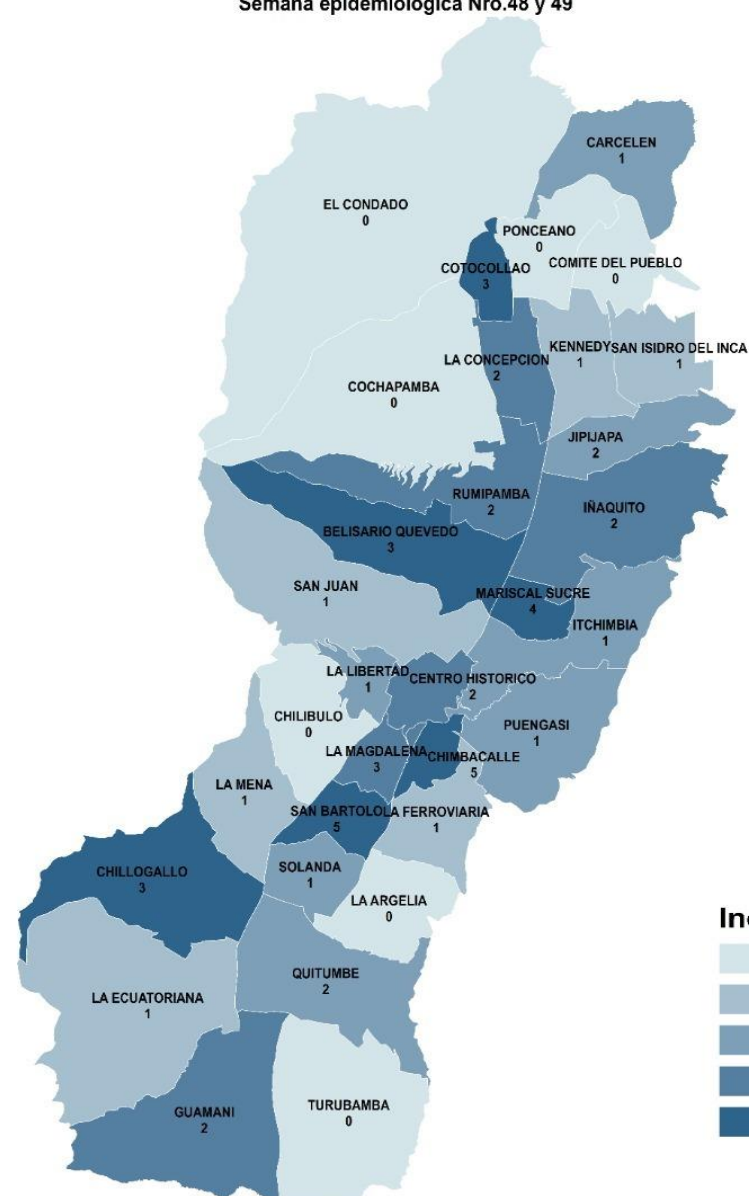 Semana epidemiológica Nro.48 y 49
CARCELEN
1
EL CONDADO
0
PONCEANO
0
COMITE DEL PUEBLO
0
COTOCOLLAO
3
KENNEDY
1
SAN ISIDRO DEL INCA
1
LA CONCEPCION
2
COCHAPAMBA
0
JIPIJAPA
2
RUMIPAMBA
2
IÑAQUITO
2
BELISARIO QUEVEDO
3
SAN JUAN
1
MARISCAL SUCRE
4
ITCHIMBIA
1
LA LIBERTAD
1
CENTRO HISTORICO
2
CHILIBULO
0
PUENGASI
1
LA MAGDALENA
3
CHIMBACALLE
5
LA MENA
1
SAN BARTOLO
5
LA FERROVIARIA
1
CHILLOGALLO
3
SOLANDA
1
LA ARGELIA
0
QUITUMBE
2
LA ECUATORIANA
1
GUAMANI
2
TURUBAMBA
0